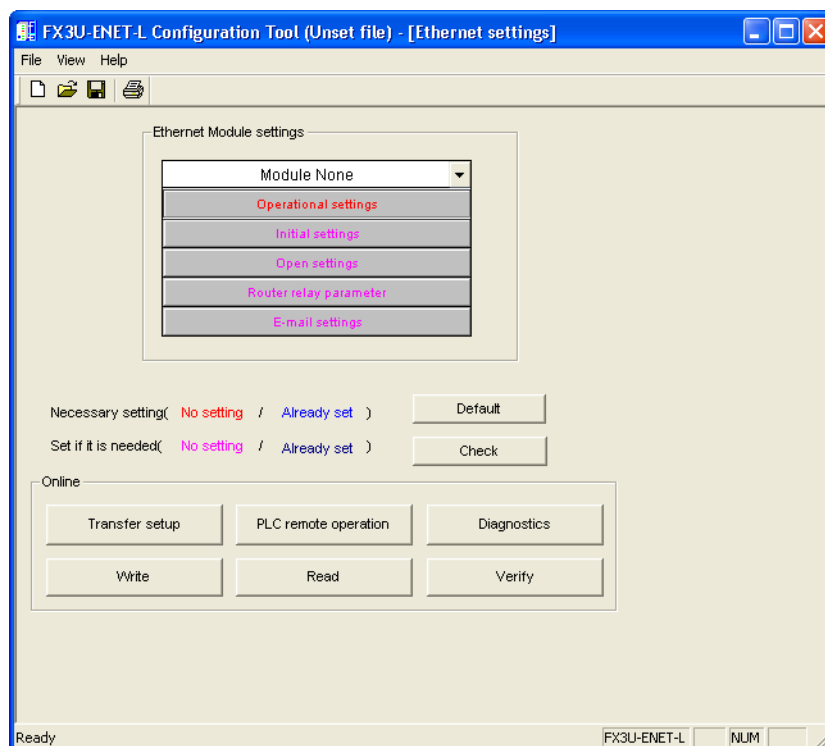 FX3U-ENET-L Configuration Tool (Unset file) - [Ethernet settings]
File View Help
Ethernet Module settings
Module None
Operational settings
Initial settings
Open settings
Router relay parameter
E-mail settings
Necessary setting( No setting / Already set )
Default
Set if it is needed( No setting / Already set )
Check
Online
Transfer setup PLC remote operation Diagnostics
Write Read Verify
Ready FX3U-ENET-L NUM